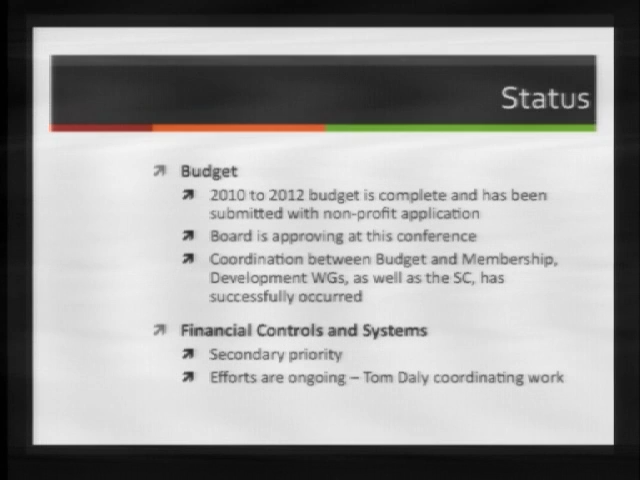 Status
Budget
2010 to 2012 budget is complete and has been
submitted with non-profit application
Board is approving at this conference
Coordination between Budget and Membership,
Development WGs, as well as the SC, has
successfully occurred
Financial Controls and Systems
Secondary priority
Efforts are ongoing – Tom Daly coordinating work